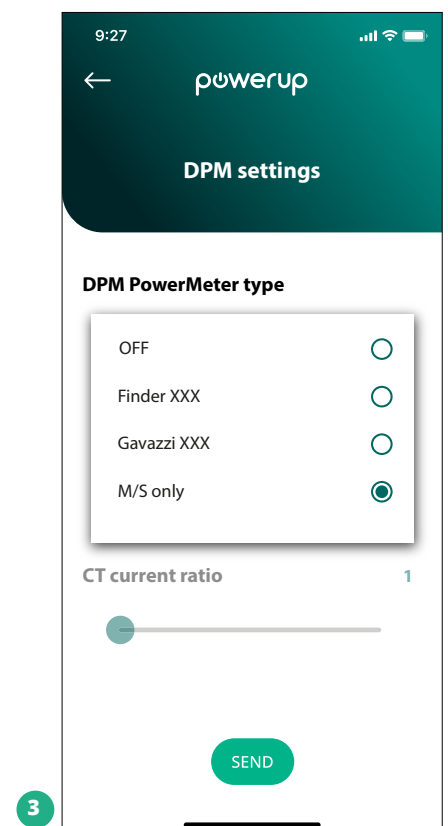 9:27
powerup
DPM settings
DPM PowerMeter type
OFF
Finder XXX
Gavazzi XXX
M/S only
CT current ratio 1
SEND
3